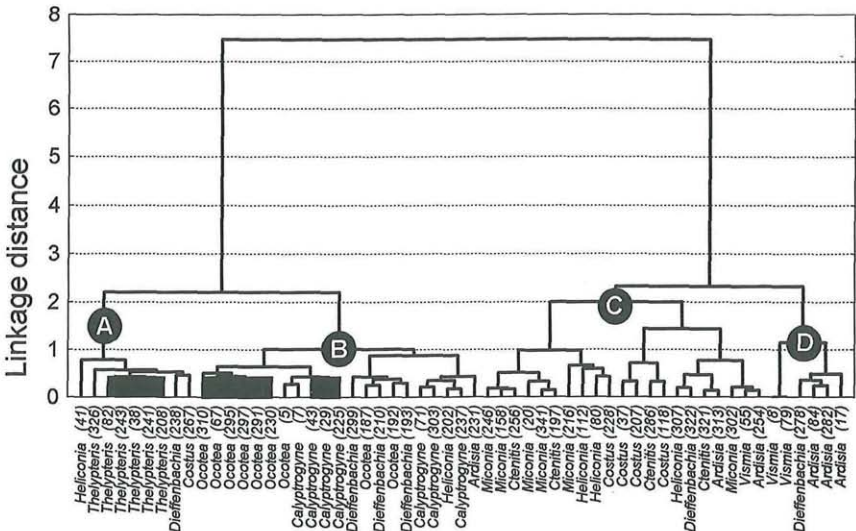 8
7
6
5
4
3
2
1
0
Linkage distance
A
B
C
D
Heliconia (41)
Thelypteris (326)
Thelypteris (82)
Thelypteris (243)
Thelypteris (38)
Thelypteris (241)
Thelypteris (208)
Dieffenbachia (238)
Costus (267)
Ocotea (310)
Ocotea (67)
Ocotea (295)
Ocotea (297)
Ocotea (291)
Ocotea (230)
Ocotea (5)
Calyptrogyne (7)
Calyptrogyne (43)
Calyptrogyne (29)
Calyptrogyne (225)
Dieffenbachia (299)
Ocotea (187)
Dieffenbachia (210)
Ocotea (192)
Dieffenbachia (193)
Calyptrogyne (71)
Calyptrogyne (303)
Heliconia (202)
Calyptrogyne (237)
Ardisia (231)
Miconia (246)
Miconia (158)
Ctenitis (256)
Miconia (20)
Miconia (341)
Ctenitis (197)
Miconia (216)
Heliconia (112)
Heliconia (80)
Costus (228)
Costus (37)
Costus (207)
Ctenitis (286)
Costus (118)
Heliconia (307)
Dieffenbachia (322)
Ctenitis (321)
Ardisia (313)
Miconia (302)
Vismia (55)
Ardisia (254)
Vismia (8)
Vismia (79)
Dieffenbachia (278)
Ardisia (84)
Ardisia (287)
Ardisia (17)